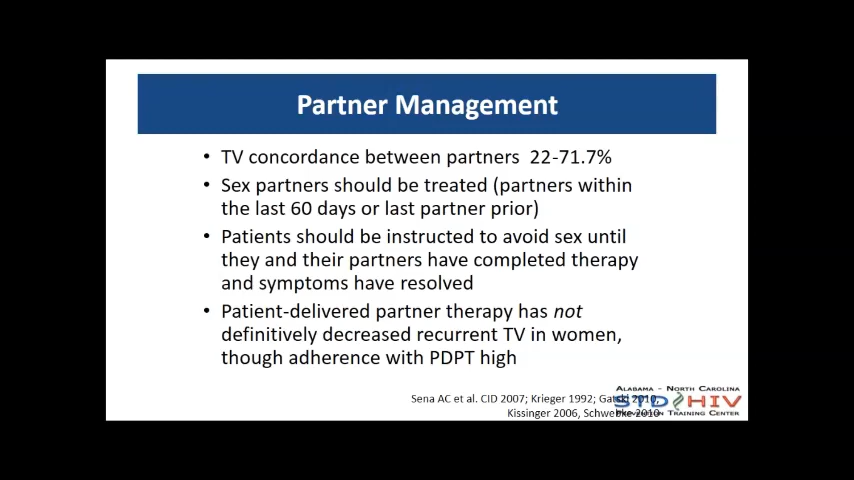 Partner Management
• TV concordance between partners 22-71.7%
• Sex partners should be treated (partners within
the last 60 days or last partner prior)
• Patients should be instructed to avoid sex until
they and their partners have completed therapy
and symptoms have resolved
• Patient-delivered partner therapy has not
definitively decreased recurrent TV in women,
though adherence with PDPT high
Sena AC et al. CID 2007; Krieger 1992; Gatski 2010,
Kissinger 2006, Schwebke 2010
Alabama - North Carolina
STD HIV
Prevention Training Center